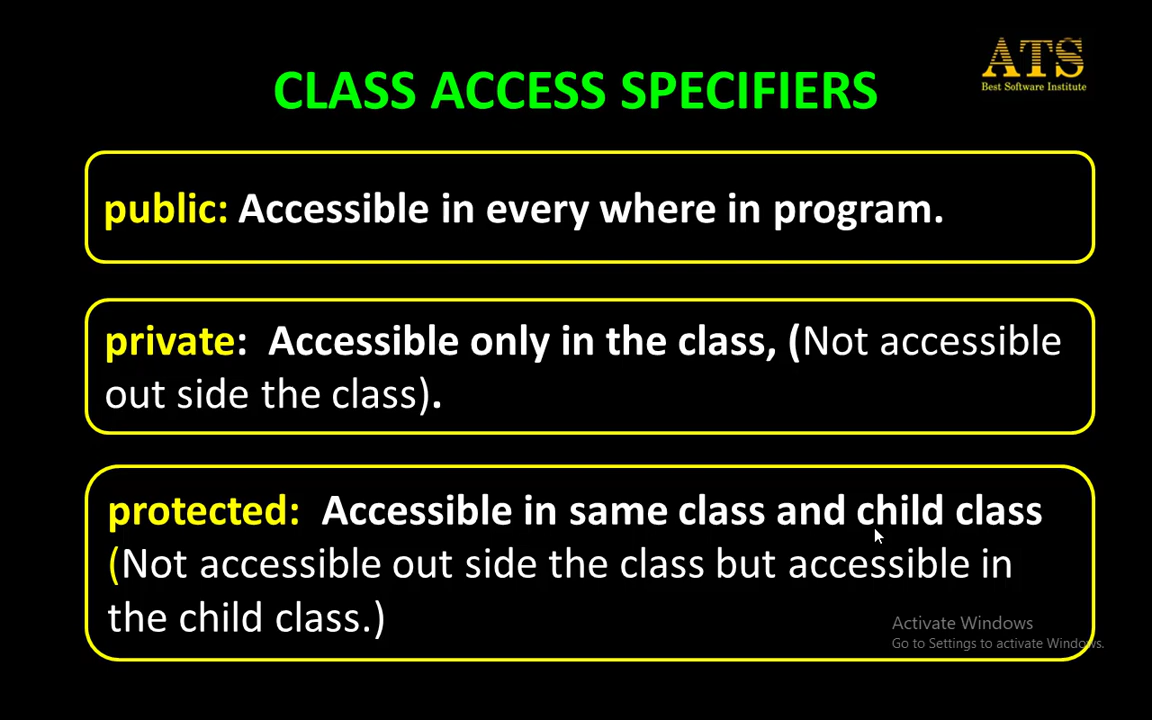 ATS
Best Software Institute
CLASS ACCESS SPECIFIERS
public: Accessible in every where in program.
private:  Accessible only in the class, (Not accessible
out side the class).
protected:  Accessible in same class and child class
(Not accessible out side the class but accessible in
the child class.)
Activate Windows
Go to Settings to activate Windows.